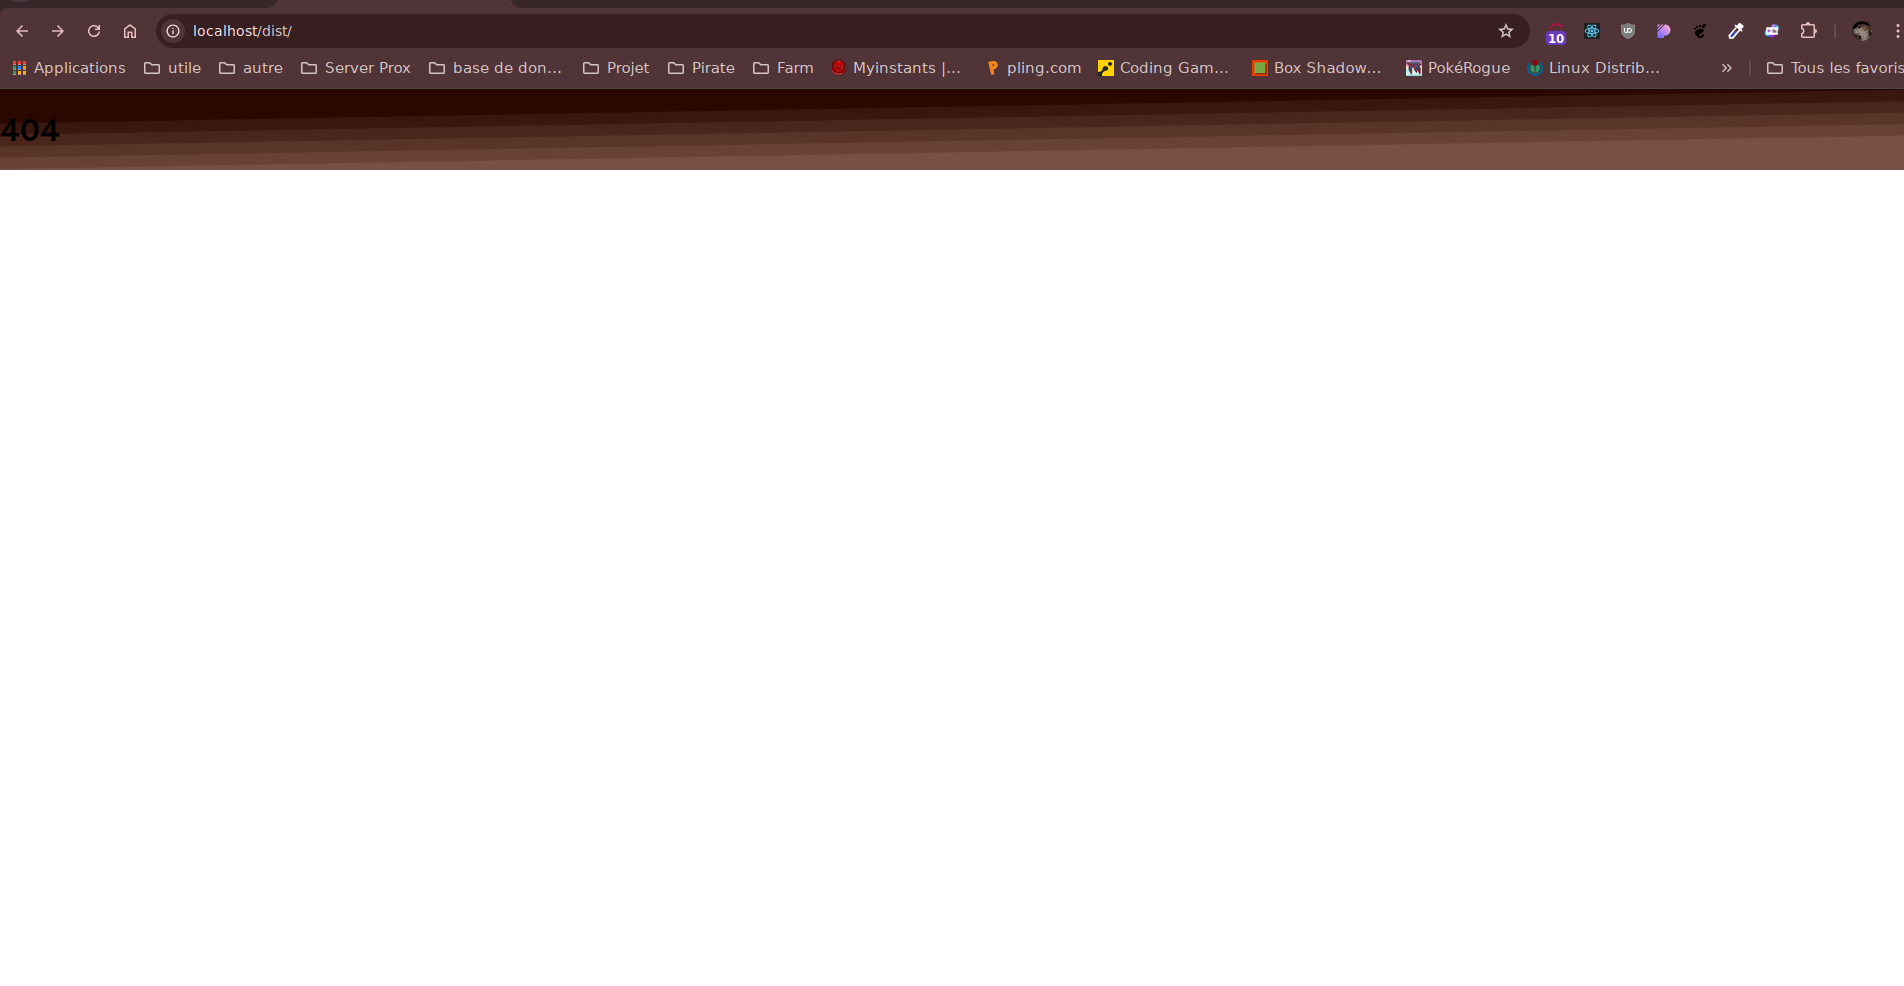 localhost/dist/
10
UD
Applications utile autre Server Prox base de don... Projet Pirate Farm Myinstants |... pling.com Coding Gam... Box Shadow... PokéRogue Linux Distrib... » Tous les favoris
404